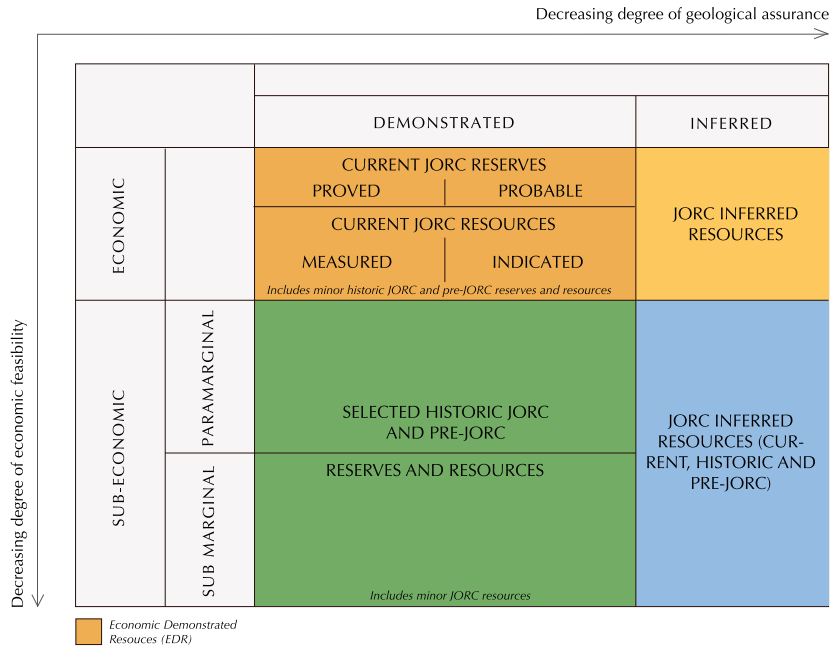 Decreasing degree of geological assurance
DEMONSTRATED
INFERRED
ECONOMIC
CURRENT JORC RESERVES
PROVED
PROBABLE
CURRENT JORC RESOURCES
MEASURED
INDICATED
Includes minor historic JORC and pre-JORC reserves and resources
JORC INFERRED
RESOURCES
Decreasing degree of economic feasibility
SUB-ECONOMIC
PARAMARGINAL
SELECTED HISTORIC JORC
AND PRE-JORC
SUB MARGINAL
RESERVES AND RESOURCES
Includes minor JORC resources
JORC INFERRED
RESOURCES (CUR-
RENT, HISTORIC AND
PRE-JORC)
Economic Demonstrated
Resouces (EDR)